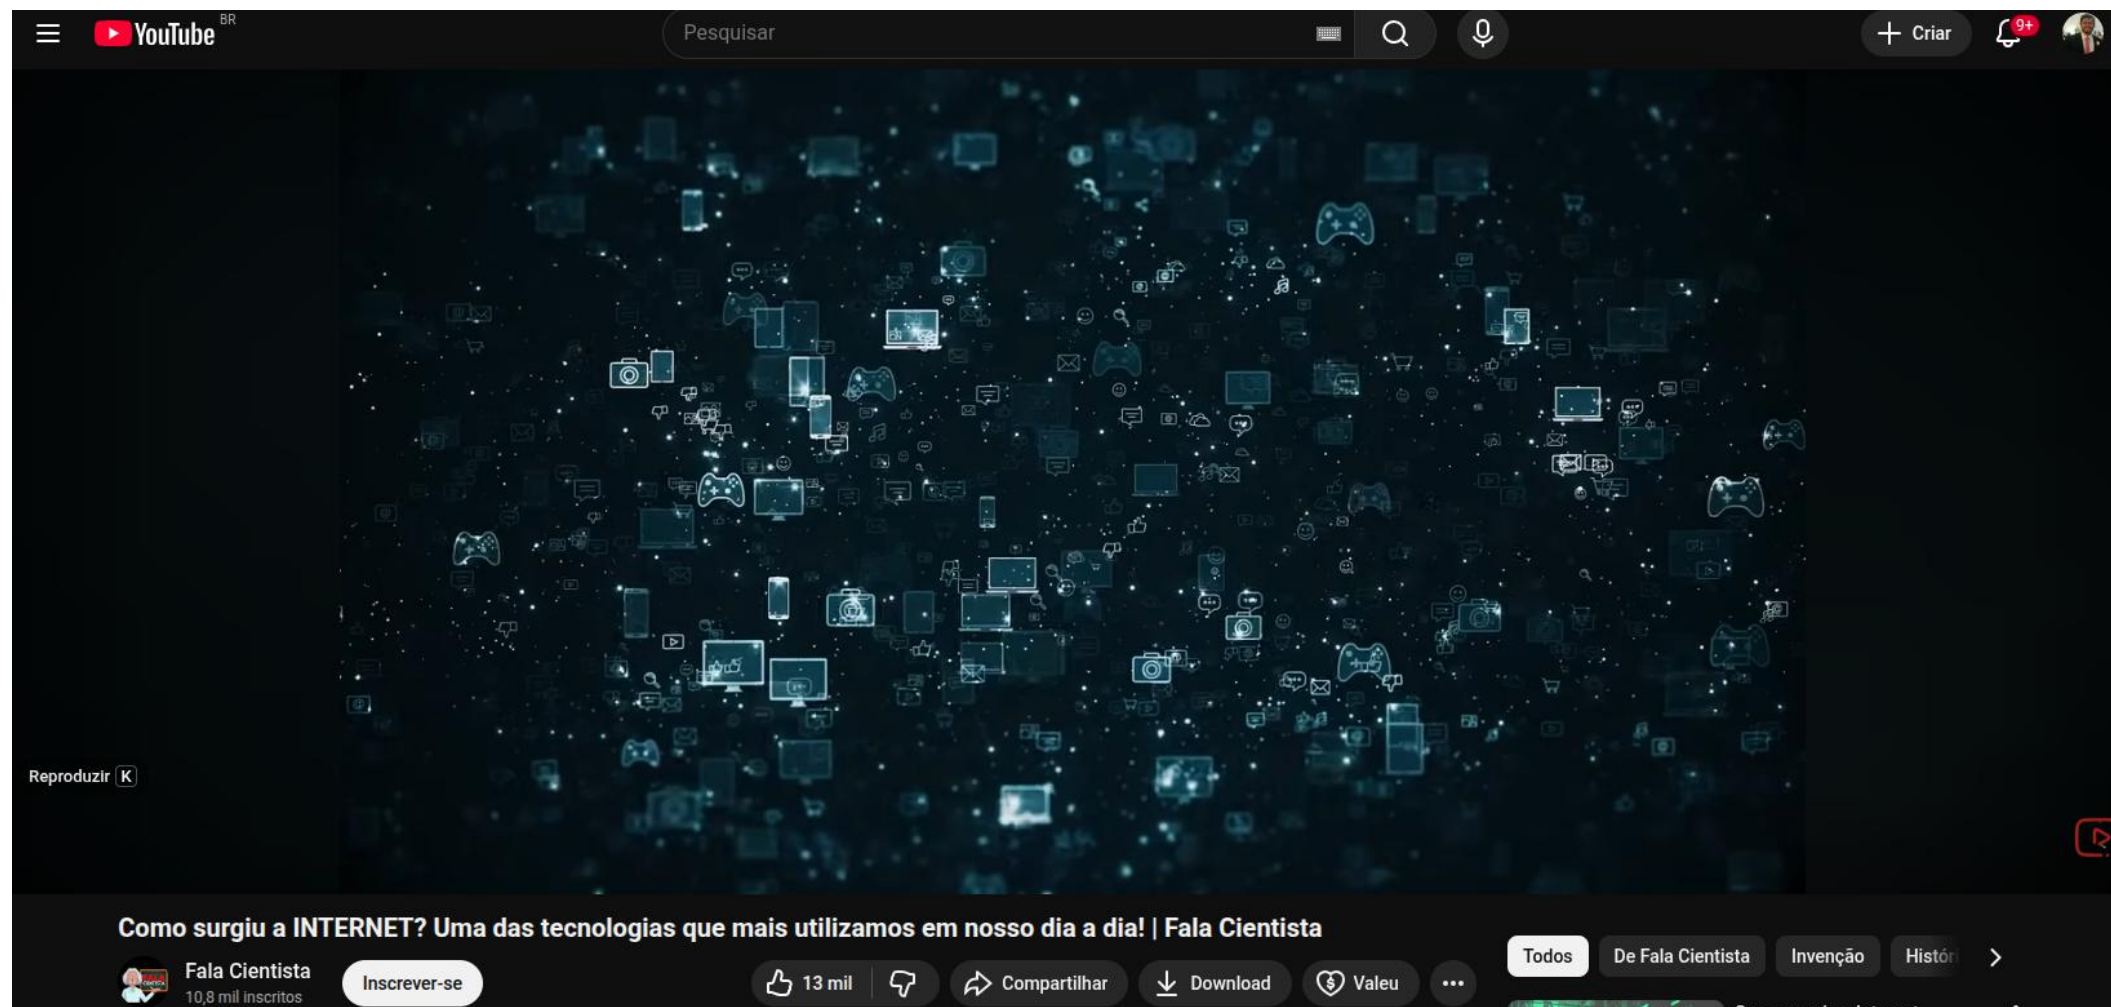 YouTube BR
Pesquisar
Criar
9+
Reproduzir K
Como surgiu a INTERNET? Uma das tecnologias que mais utilizamos em nosso dia a dia! | Fala Cientista
Fala Cientista
10,8 mil inscritos
Inscrever-se
13 mil
Compartilhar
Download
Valeu
Todos
De Fala Cientista
Invenção